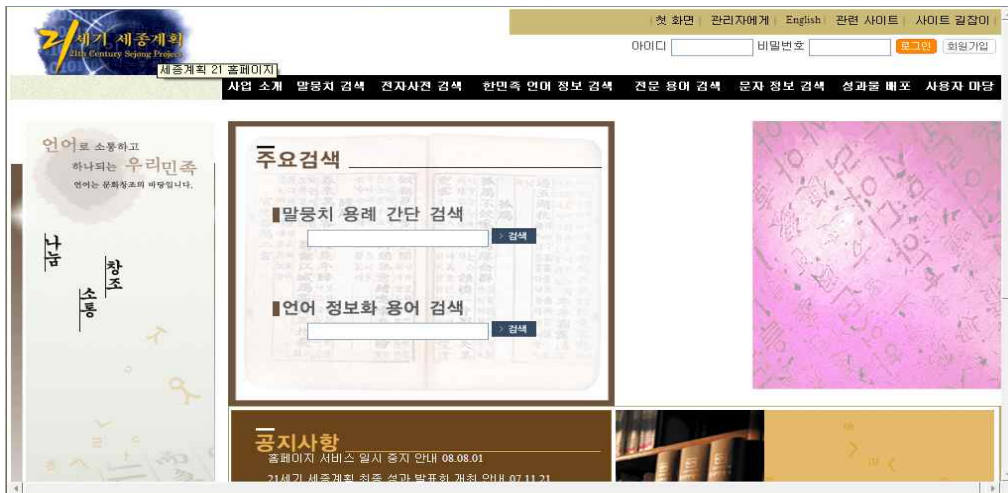 첫 화면 | 관리자에게 | English | 관련 사이트 | 사이트 길잡이
21세기 세종계획
21th Century Sejong Project
아이디 비밀번호 로그인 회원가입
세종계획 21 홈페이지
사업 소개 말뭉치 검색 전자사전 검색 한민족 언어 정보 검색 전문 용어 검색 문자 정보 검색 성과물 배포 사용자 마당
언어로 소통하고
하나되는 우리민족
언어는 문화창조의 바탕입니다.
나눔
창조
소통
주요검색
말뭉치 용례 간단 검색
> 검색
언어 정보화 용어 검색
> 검색
공지사항
홈페이지 서비스 일시 중지 안내 08.08.01
21세기 세종계획 최종 성과 발표회 개최 안내 07.11.21